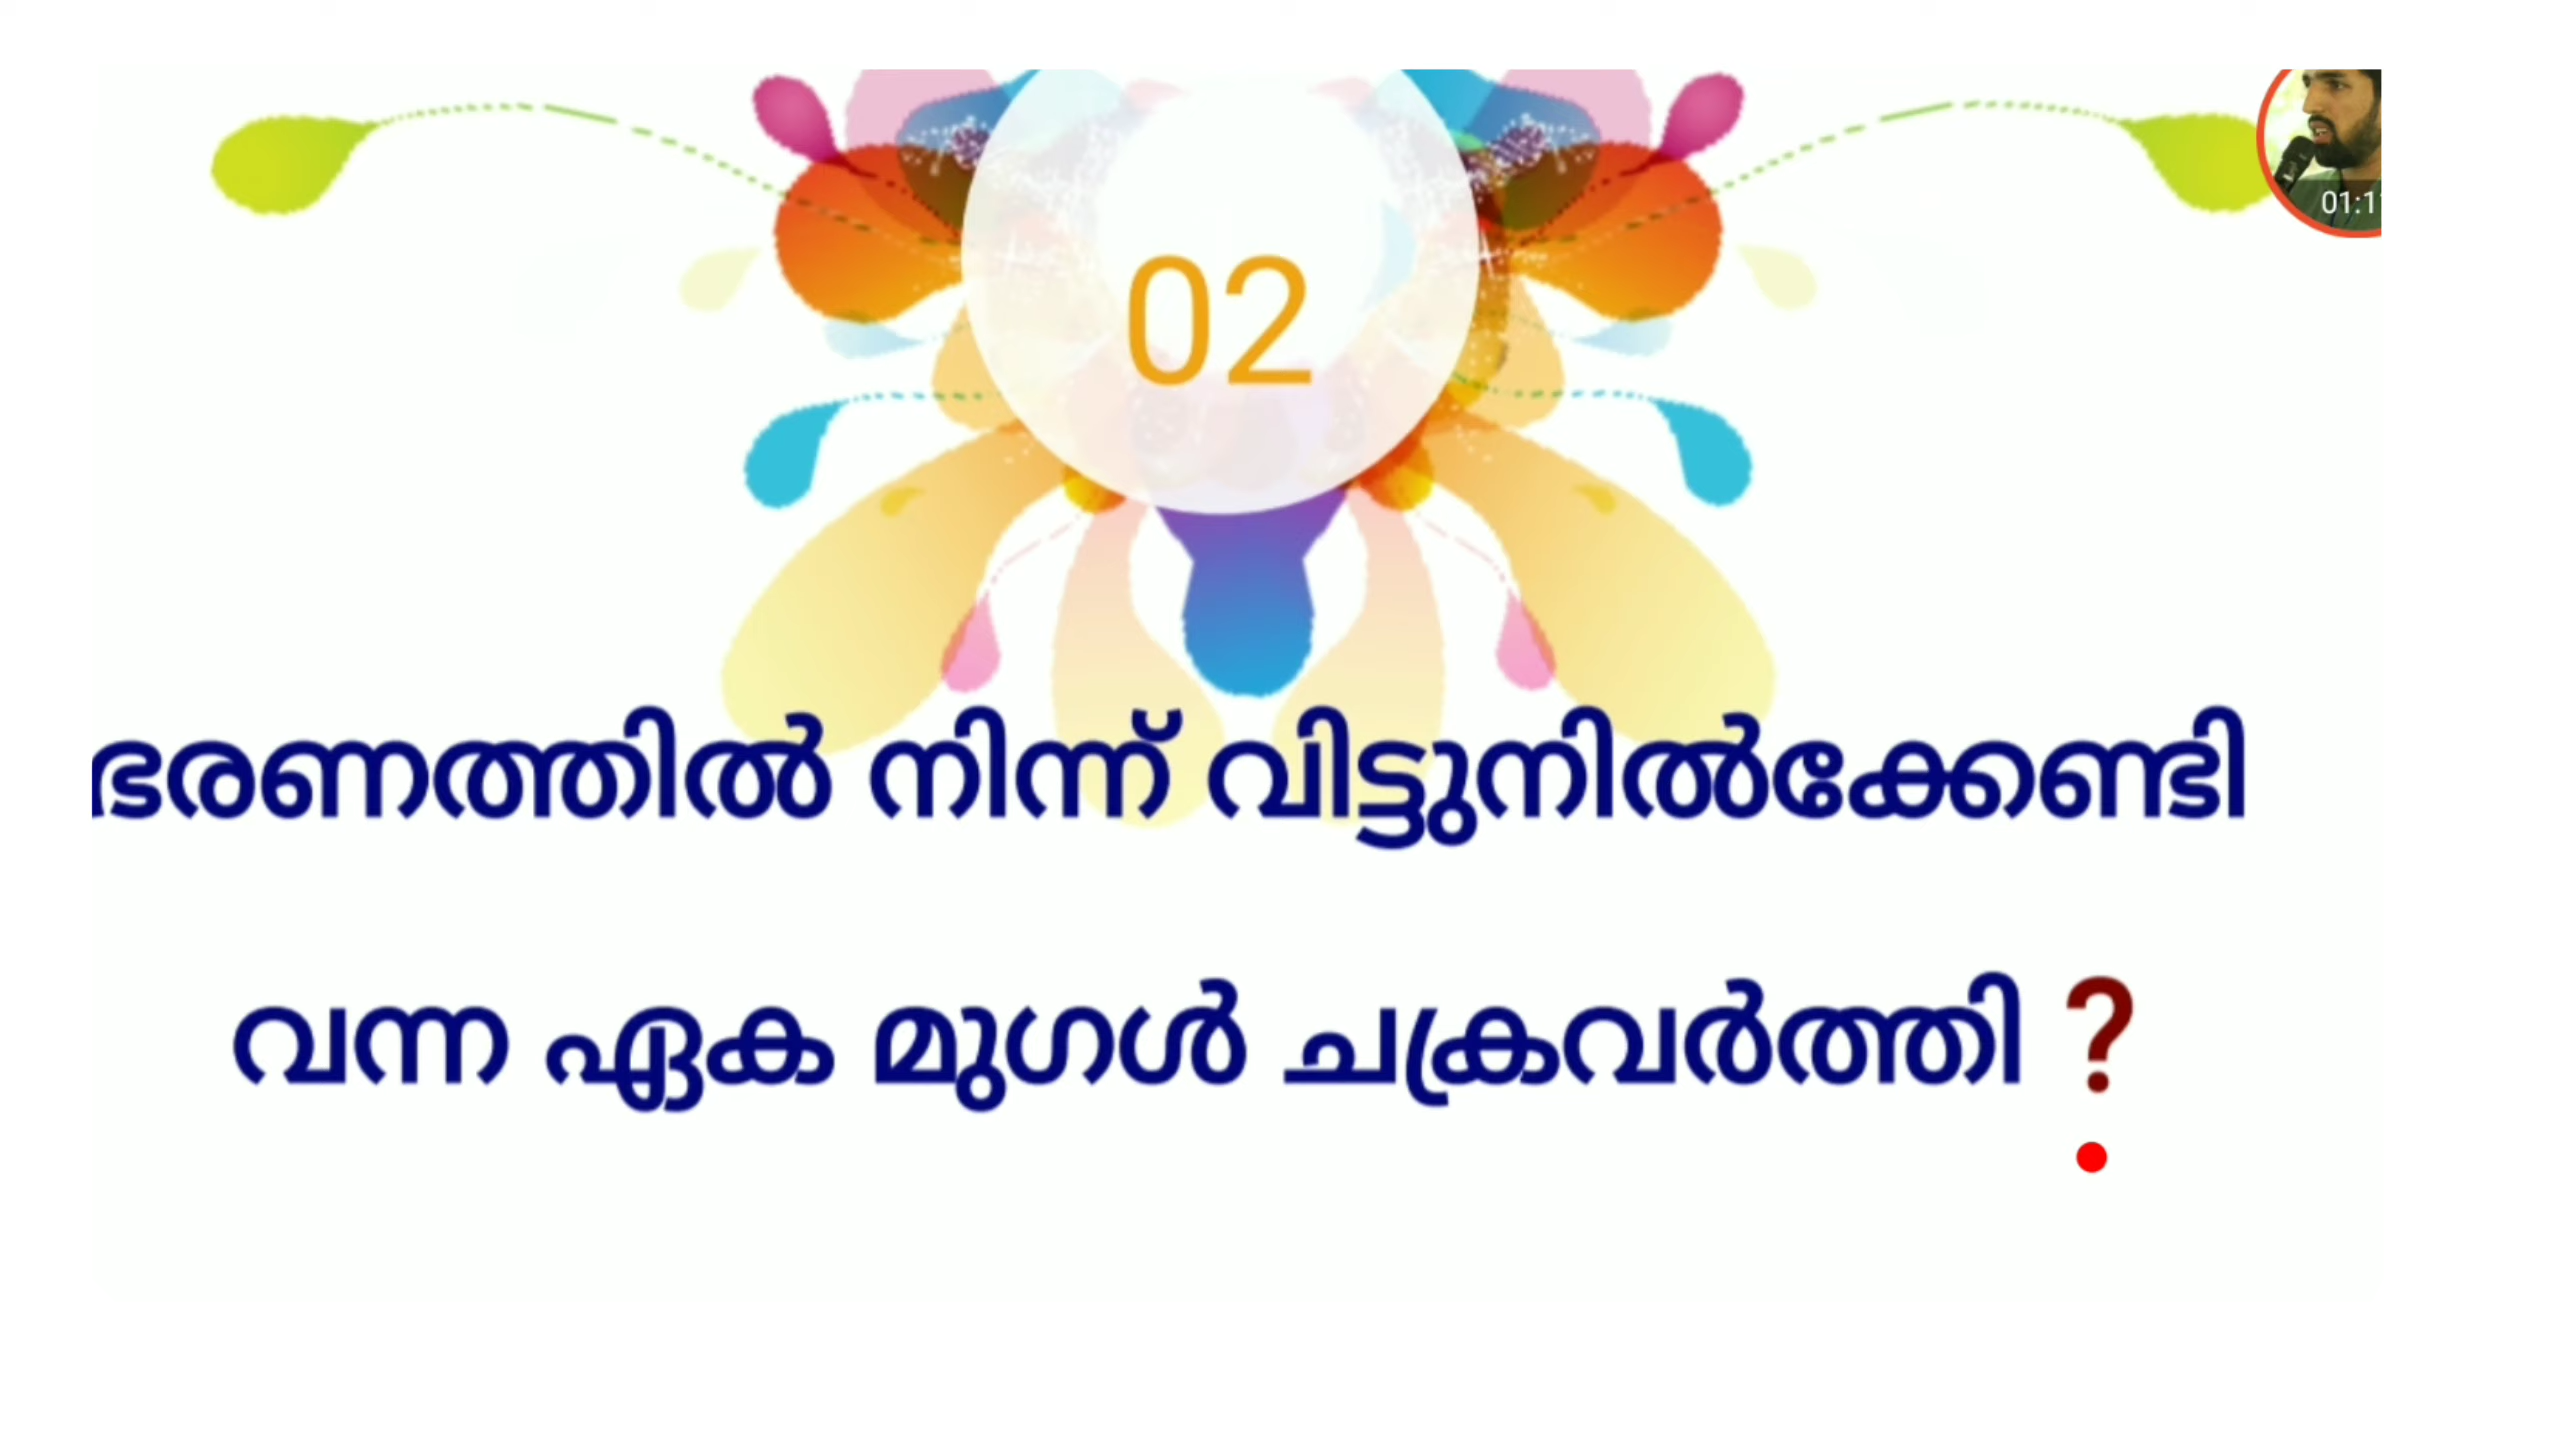 02
ഭരണത്തിൽ നിന്ന് വിട്ടുനിൽക്കേണ്ടി
വന്ന ഏക മുഗൾ ചക്രവർത്തി ?